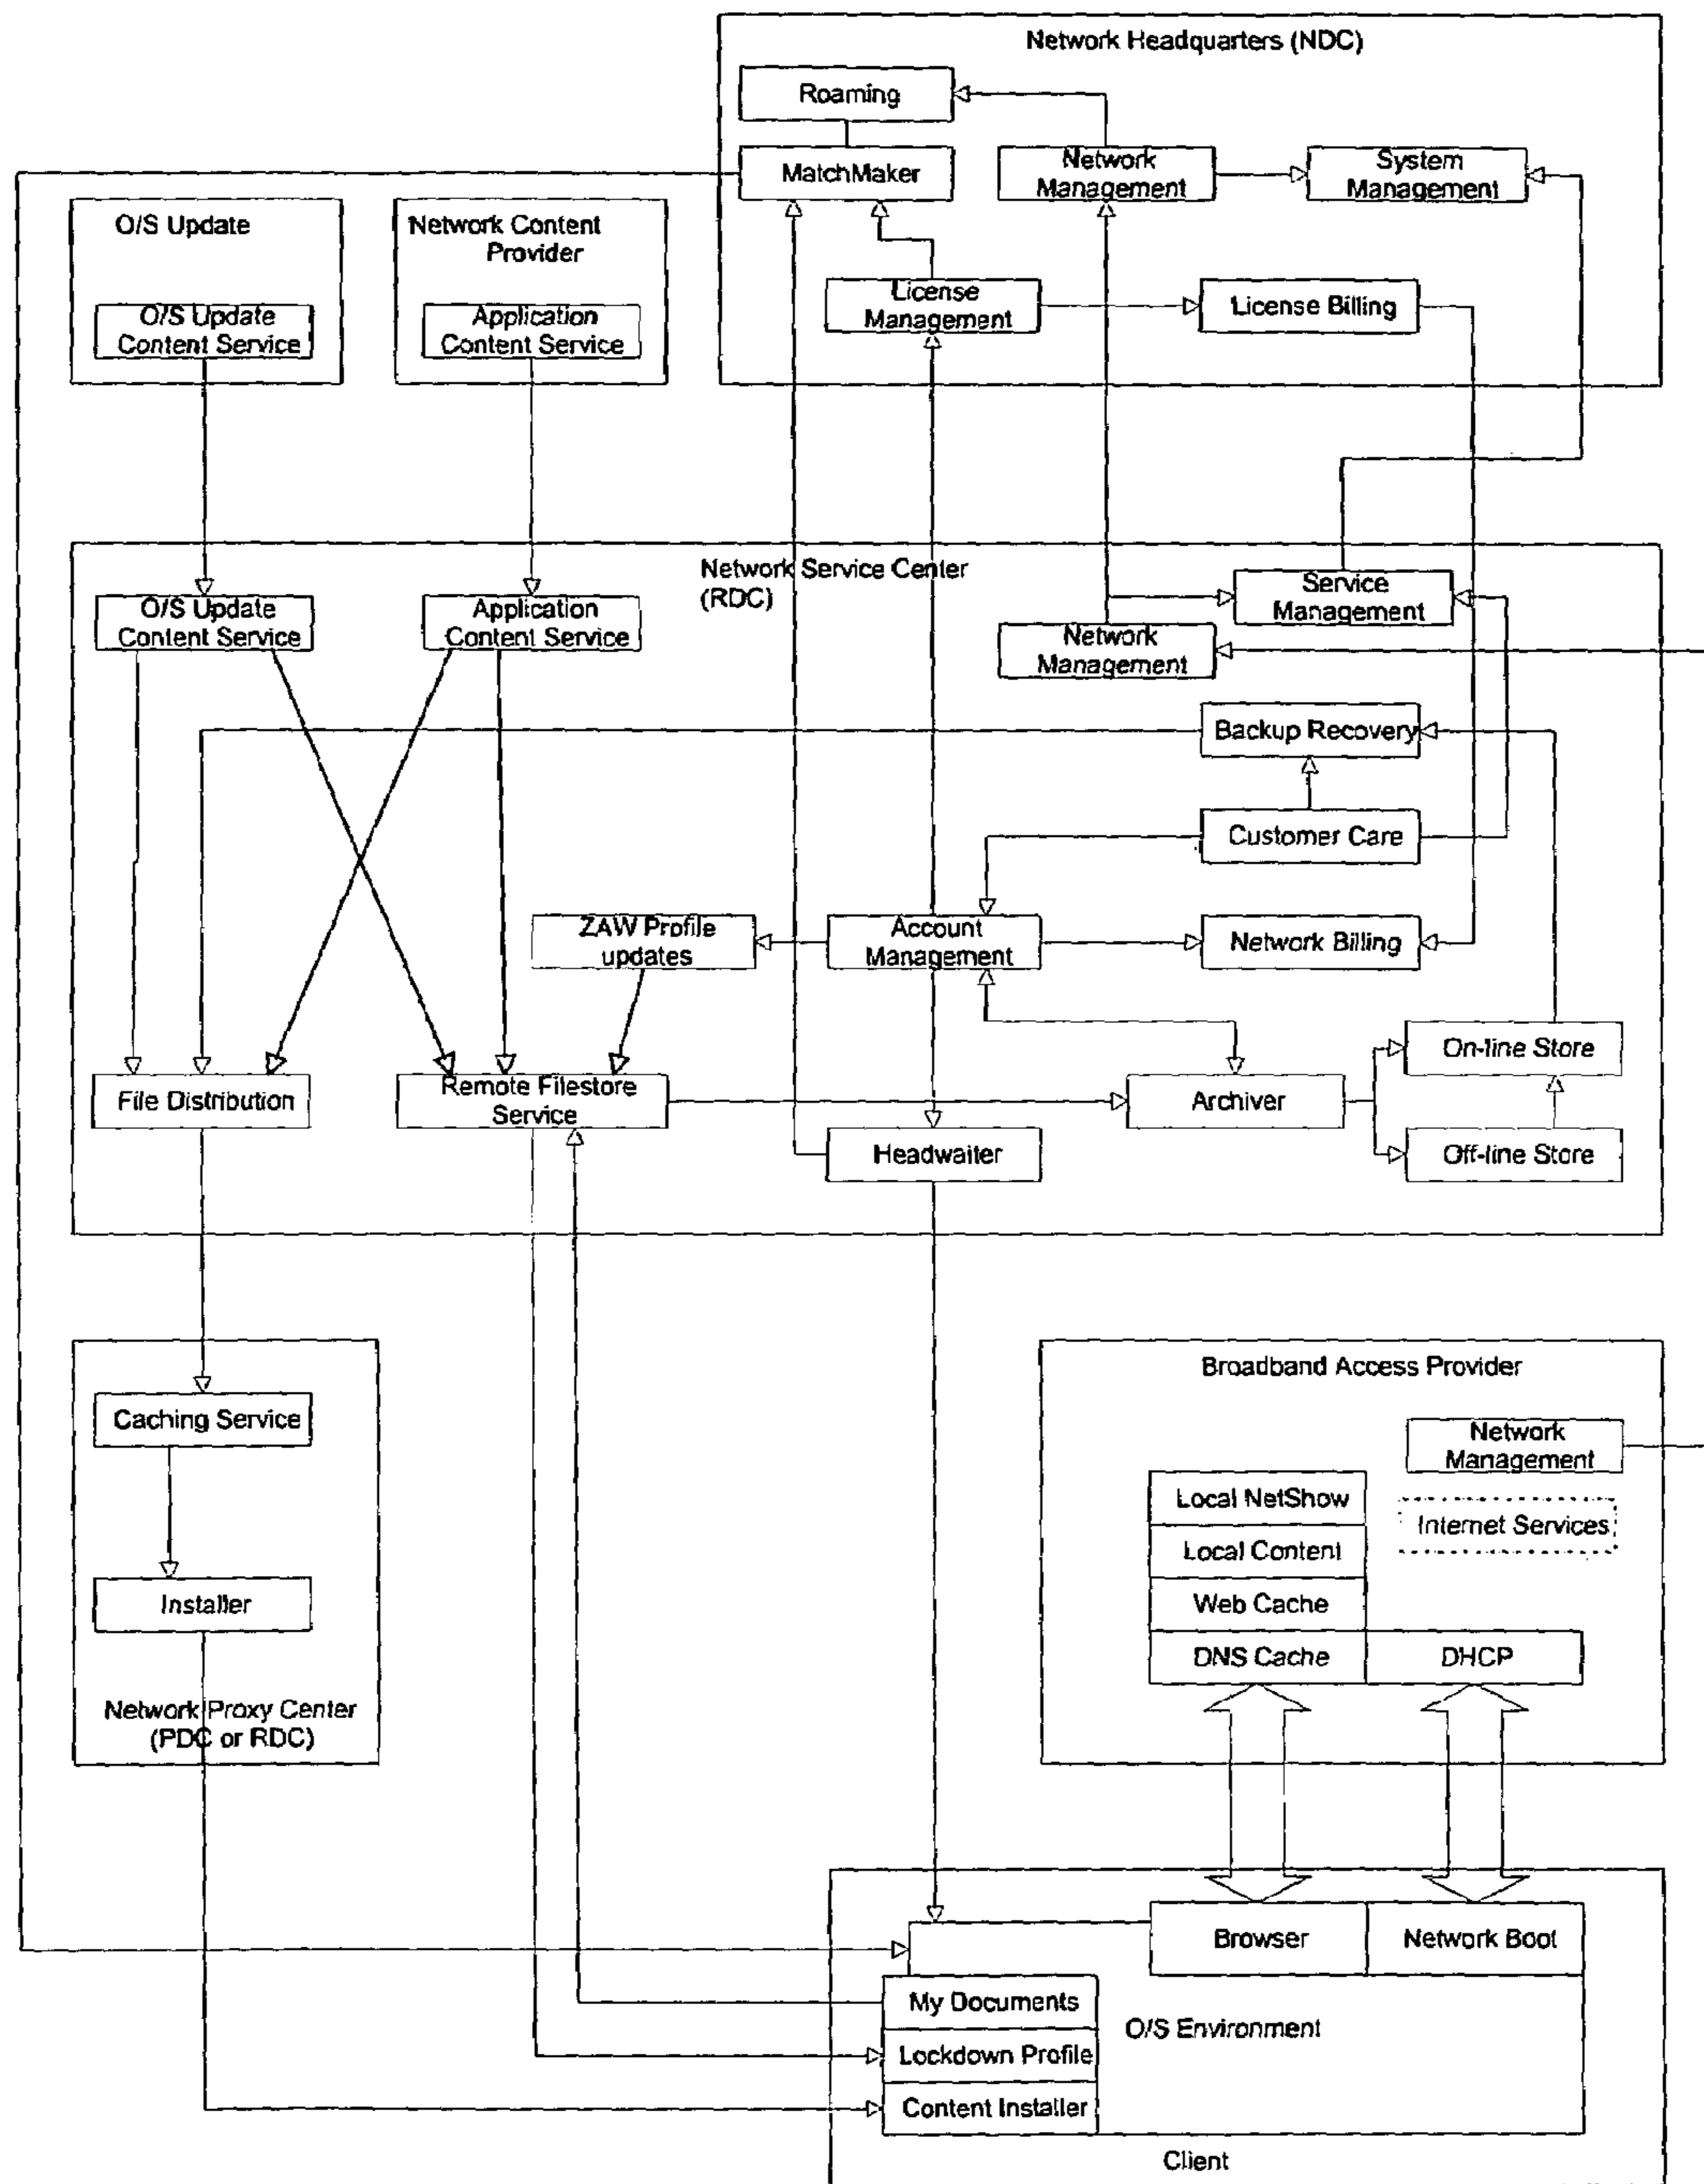 Network Headquarters (NDC)
Roaming
MatchMaker
Network
Management
System
Management
O/S Update
Network Content
Provider
License
Management
License Billing
O/S Update
Content Service
Application
Content Service
Network Service Center
(RDC)
O/S Update
Content Service
Application
Content Service
Service
Management
Network
Management
Backup Recovery
Customer Care
ZAW Profile
updates
Account
Management
Network Billing
File Distribution
Remote Filestore
Service
Archiver
On-line Store
Headwaiter
Off-line Store
Broadband Access Provider
Caching Service
Network
Management
Local NetShow
Internet Services
Local Content
Installer
Web Cache
DNS Cache
DHCP
Network Proxy Center
(PDC or RDC)
Browser
Network Boot
My Documents
O/S Environment
Lockdown Profile
Content Installer
Client